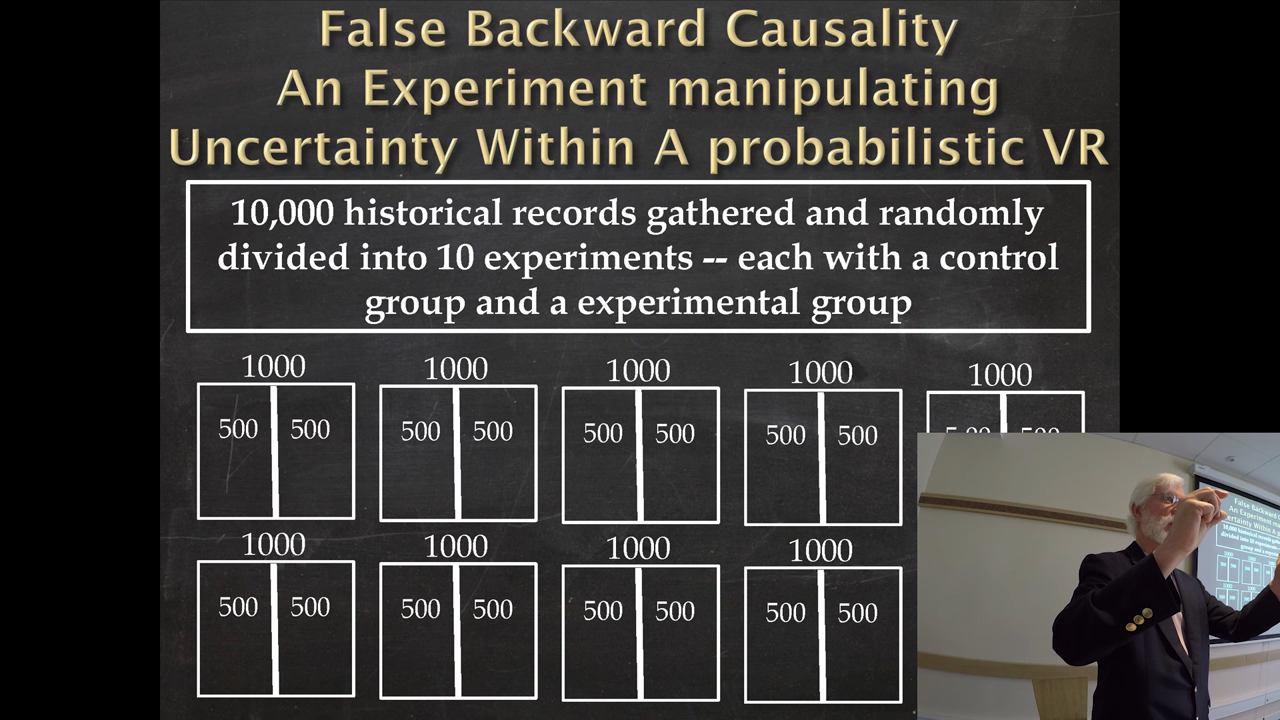 False Backward Causality
An Experiment manipulating
Uncertainty Within A probabilistic VR
10,000 historical records gathered and randomly
divided into 10 experiments -- each with a control
group and a experimental group
1000 1000 1000 1000 1000
500 500 500 500 500 500 500 500 500
1000 1000 1000 1000
500 500 500 500 500 500 500 500